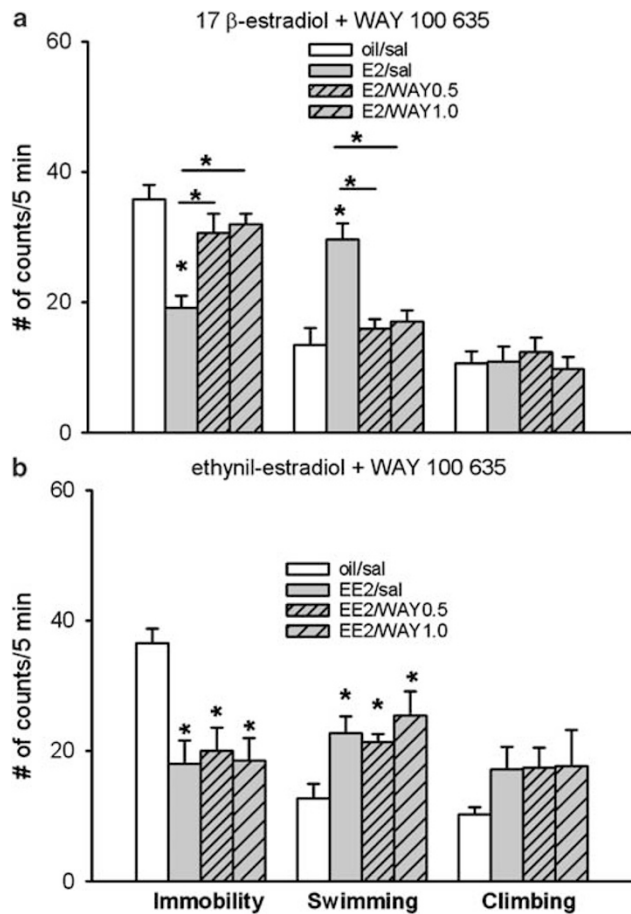 a
17 β-estradiol + WAY 100 635
60
40
20
0
# of counts/5 min
oil/sal
E2/sal
E2/WAY0.5
E2/WAY1.0
*
*
*
*
*
*
b
ethynil-estradiol + WAY 100 635
60
40
20
0
# of counts/5 min
oil/sal
EE2/sal
EE2/WAY0.5
EE2/WAY1.0
* * *
* * *
Immobility Swimming Climbing